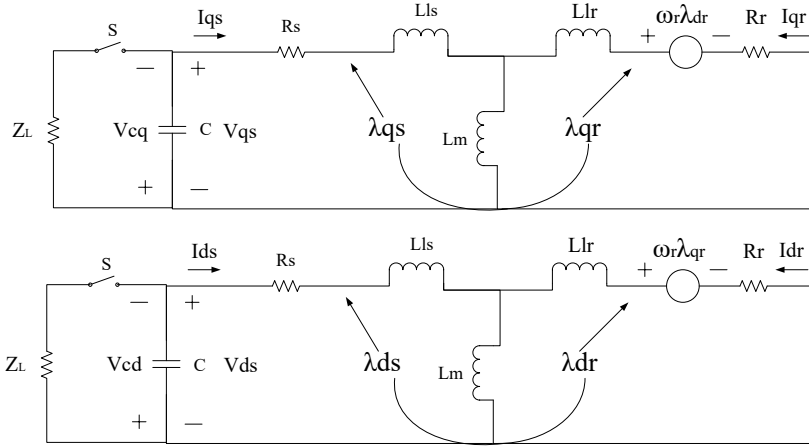 Iqs
Lls
Llr
ωrλdr
Iqr
S
Rs
+
−
Rr
−
+
ZL
Vcq
C
Vqs
λqs
Lm
λqr
+
−
Ids
Lls
Llr
ωrλqr
Idr
S
Rs
+
−
Rr
−
+
ZL
Vcd
C
Vds
λds
Lm
λdr
+
−